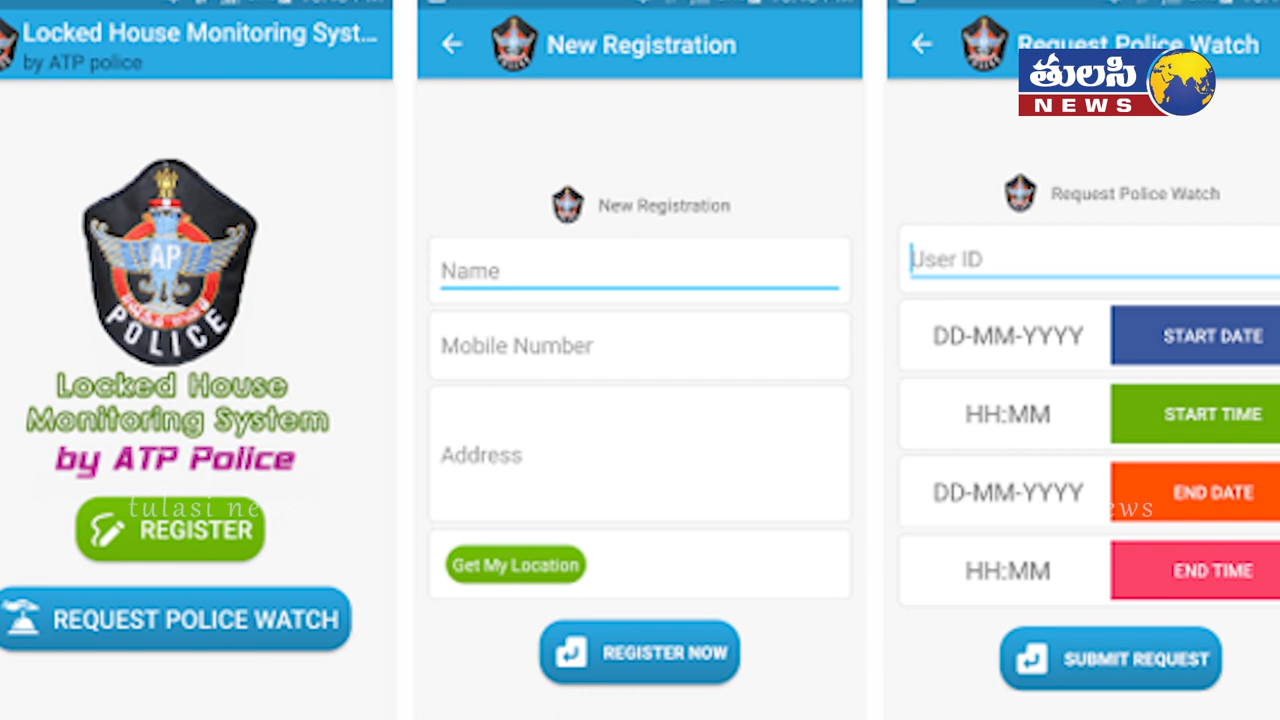 Locked House Monitoring Syst...
by ATP police
AP
POLICE
Locked House
Monitoring System
by ATP Police
tulasi ne
REGISTER
REQUEST POLICE WATCH
New Registration
New Registration
Name
Mobile Number
Address
Get My Location
REGISTER NOW
Request Police Watch
తులసి
NEWS
Request Police Watch
User ID
DD-MM-YYYY
START DATE
HH:MM
START TIME
DD-MM-YYYY
END DATE
ews
HH:MM
END TIME
SUBMIT REQUEST